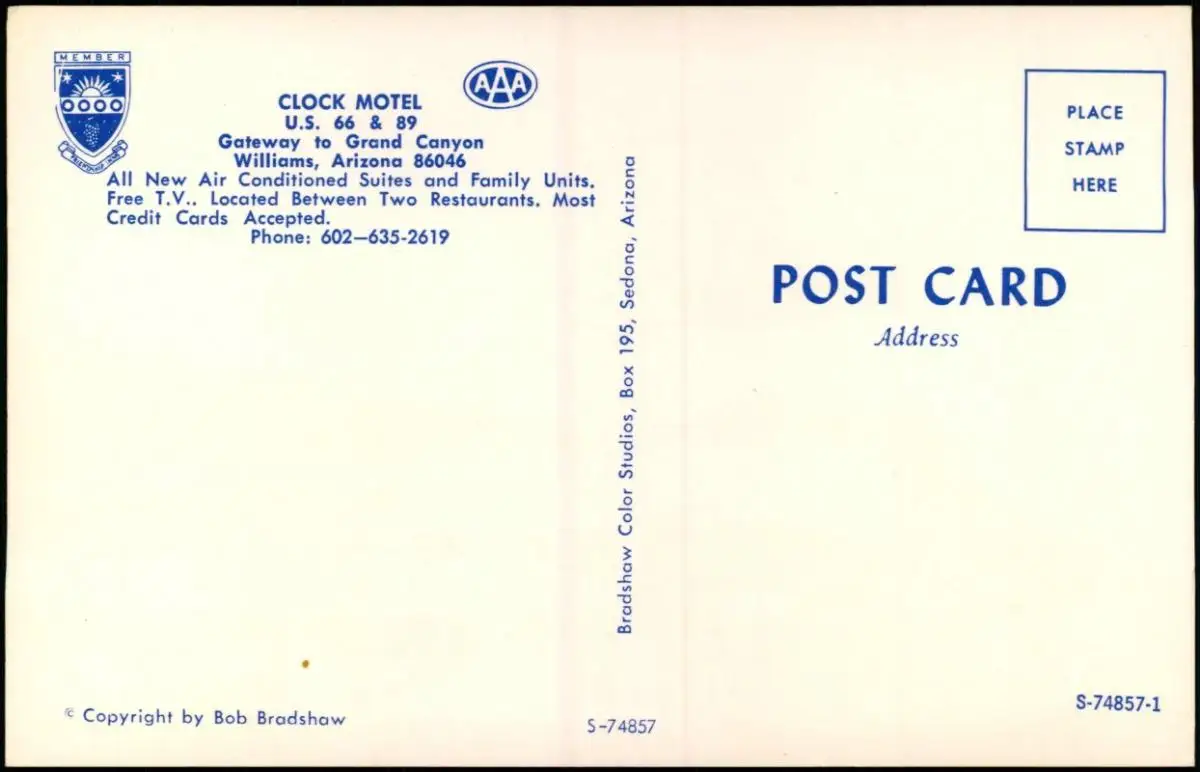 MEMBER
FRIENDSHIP INNS
AAA
CLOCK MOTEL
U.S. 66 & 89
Gateway to Grand Canyon
Williams, Arizona 86046
All New Air Conditioned Suites and Family Units.
Free T.V.. Located Between Two Restaurants. Most
Credit Cards Accepted.
Phone: 602—635-2619
© Copyright by Bob Bradshaw
Bradshaw Color Studios, Box 195, Sedona, Arizona
S-74857
PLACE
STAMP
HERE
POST CARD
Address
S-74857-1